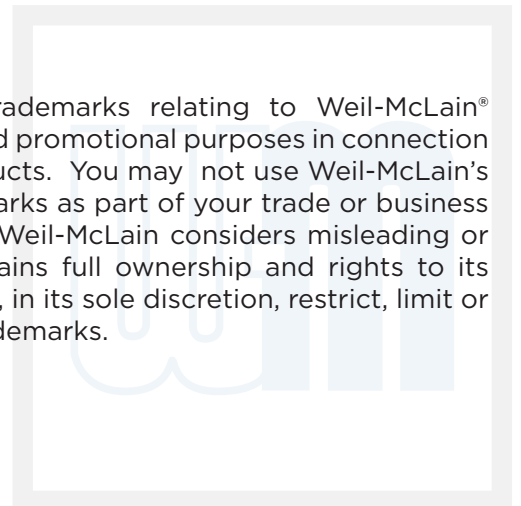 rademarks relating to Weil-McLain®
d promotional purposes in connection
ucts. You may not use Weil-McLain's
arks as part of your trade or business
Weil-McLain considers misleading or
ains full ownership and rights to its
, in its sole discretion, restrict, limit or
demarks.